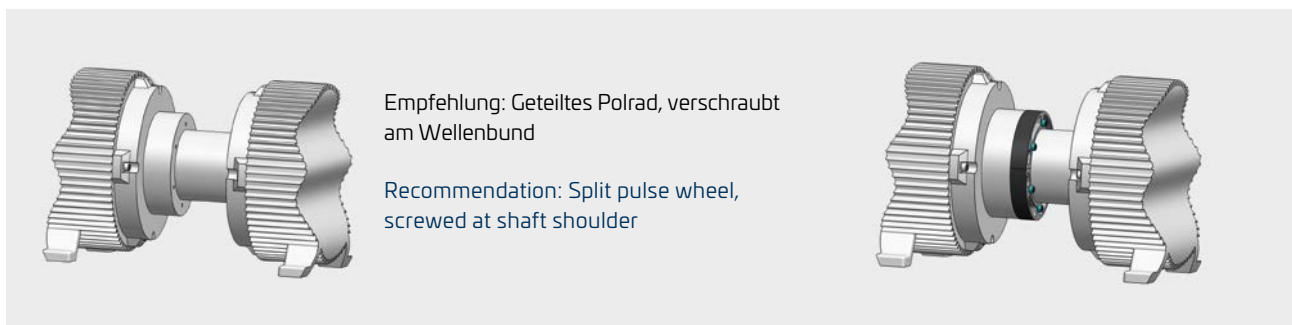 Empfehlung: Geteiltes Polrad, verschraubt
am Wellenbund
Recommendation: Split pulse wheel,
screwed at shaft shoulder